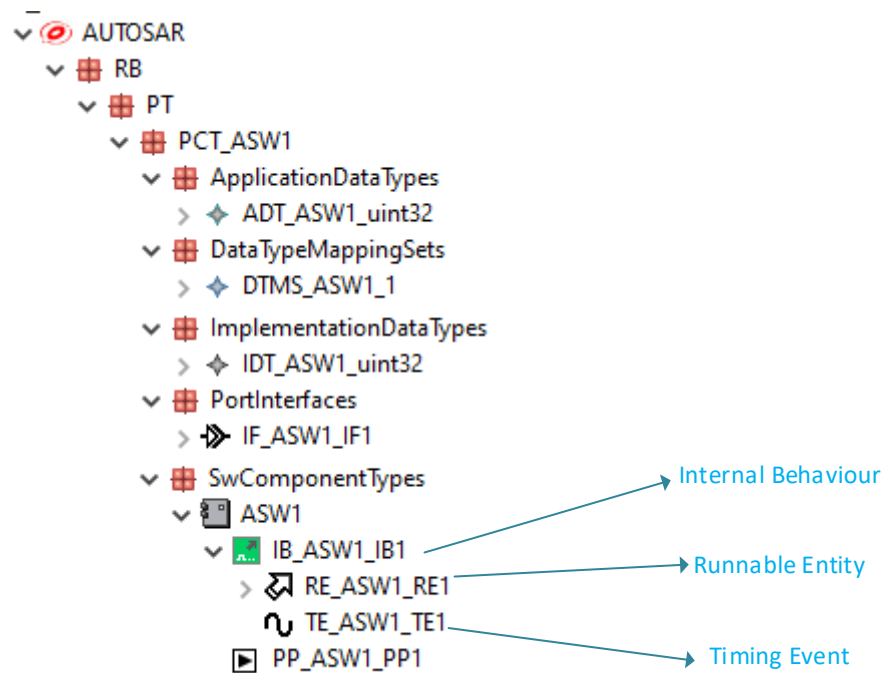 AUTOSAR
RB
PT
PCT_ASW1
ApplicationDataTypes
ADT_ASW1_uint32
DataTypeMappingSets
DTMS_ASW1_1
ImplementationDataTypes
IDT_ASW1_uint32
PortInterfaces
IF_ASW1_IF1
SwComponentTypes
Internal Behaviour
ASW1
IB_ASW1_IB1
Runnable Entity
RE_ASW1_RE1
TE_ASW1_TE1
Timing Event
PP_ASW1_PP1